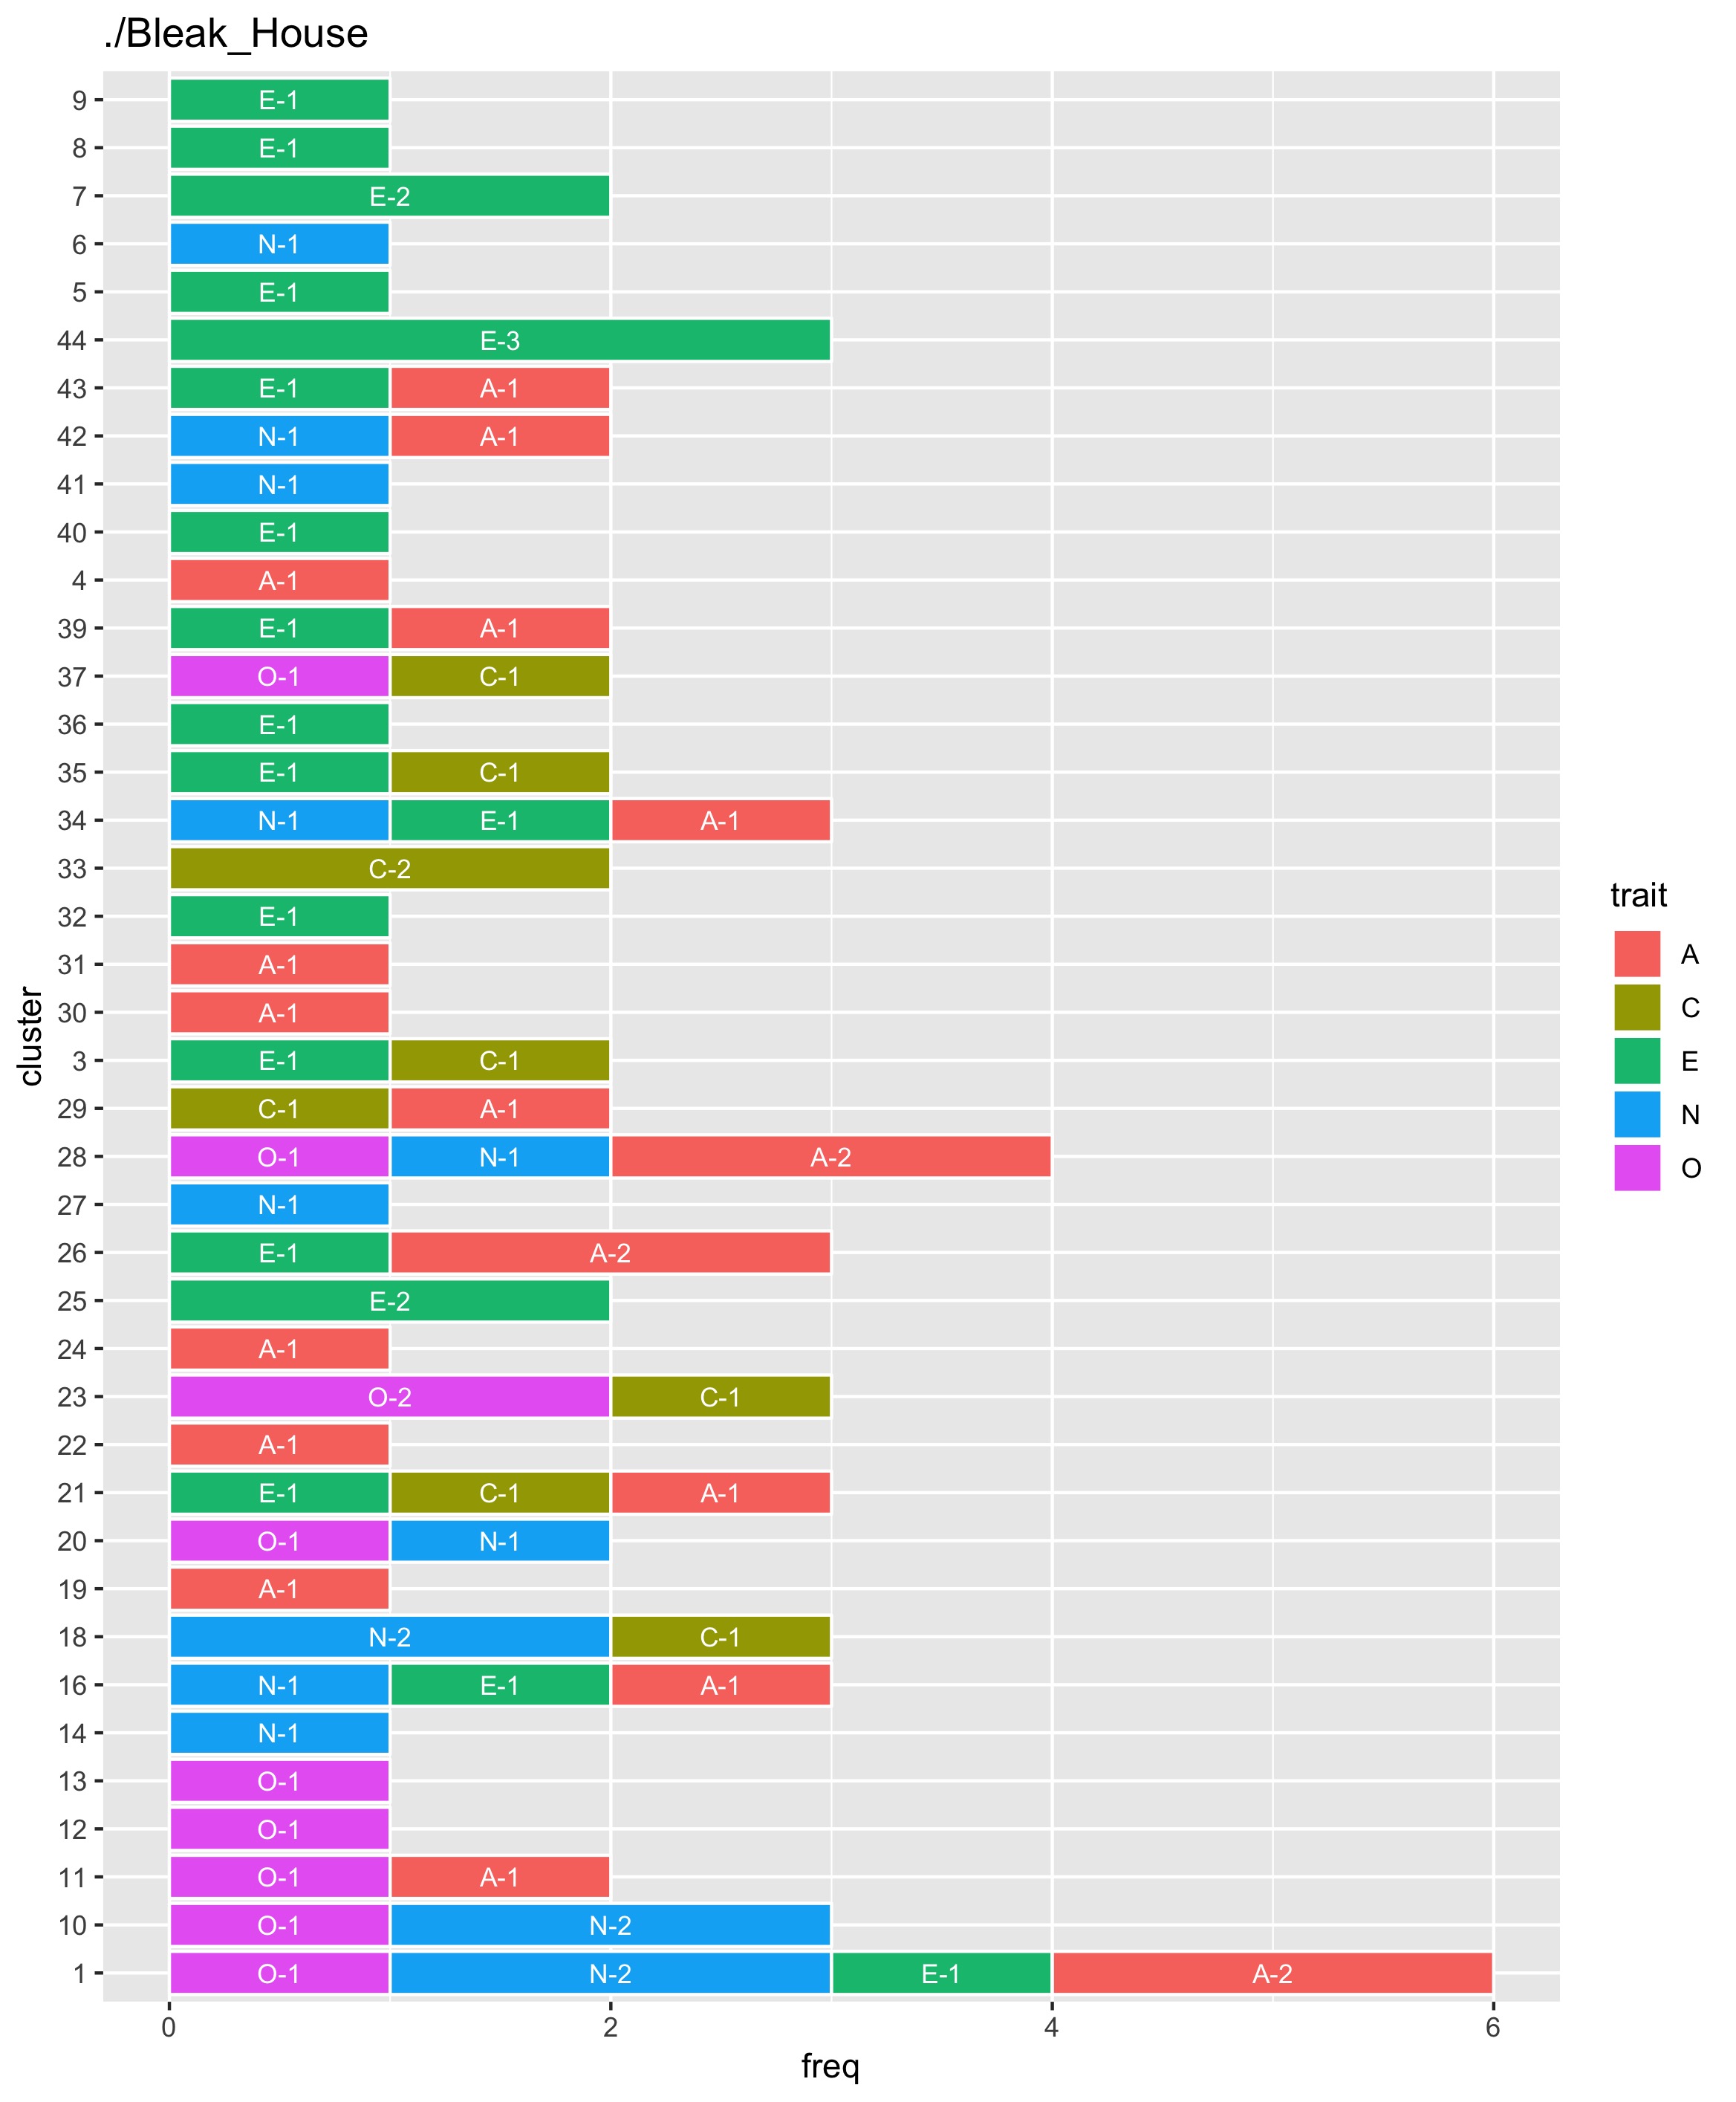 ./Bleak_House
9 E-1
8 E-1
7 E-2
6 N-1
5 E-1
44 E-3
43 E-1 A-1
42 N-1 A-1
41 N-1
40 E-1
4 A-1
39 E-1 A-1
37 O-1 C-1
36 E-1
35 E-1 C-1
34 N-1 E-1 A-1
33 C-2
32 E-1
31 A-1
30 A-1
3 E-1 C-1
29 C-1 A-1
28 O-1 N-1 A-2
27 N-1
26 E-1 A-2
25 E-2
24 A-1
23 O-2 C-1
22 A-1
21 E-1 C-1 A-1
20 O-1 N-1
19 A-1
18 N-2 C-1
16 N-1 E-1 A-1
14 N-1
13 O-1
12 O-1
11 O-1 A-1
10 O-1 N-2
1 O-1 N-2 E-1 A-2
0 2 4 6
freq
cluster
trait
A
C
E
N
O